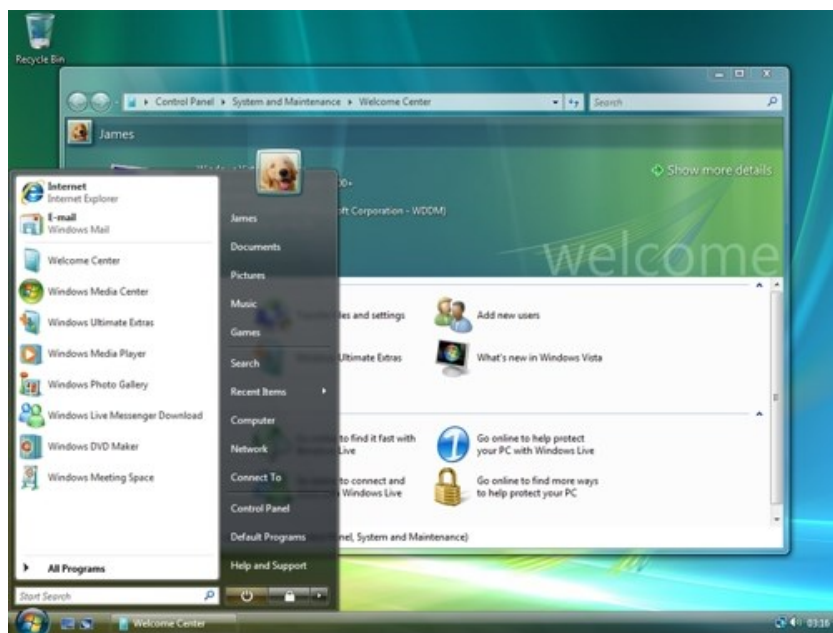 Recycle Bin
Control Panel ▸ System and Maintenance ▸ Welcome Center
Search
James
Show more details
00+
oft Corporation - WDDM)
welcome
Internet
Internet Explorer
E-mail
Windows Mail
Welcome Center
Windows Media Center
Windows Ultimate Extras
Windows Media Player
Windows Photo Gallery
Windows Live Messenger Download
Windows DVD Maker
Windows Meeting Space
All Programs
Start Search
James
Documents
Pictures
Music
Games
Search
Recent Items
Computer
Network
Connect To
Control Panel
Default Programs
Help and Support
files and settings
Add new users
Ultimate Extras
What's new in Windows Vista
to find it fast with
Live
Go online to help protect
your PC with Windows Live
to connect and
Windows Live
Go online to find more ways
to help protect your PC
nel, System and Maintenance)
Welcome Center
03:16